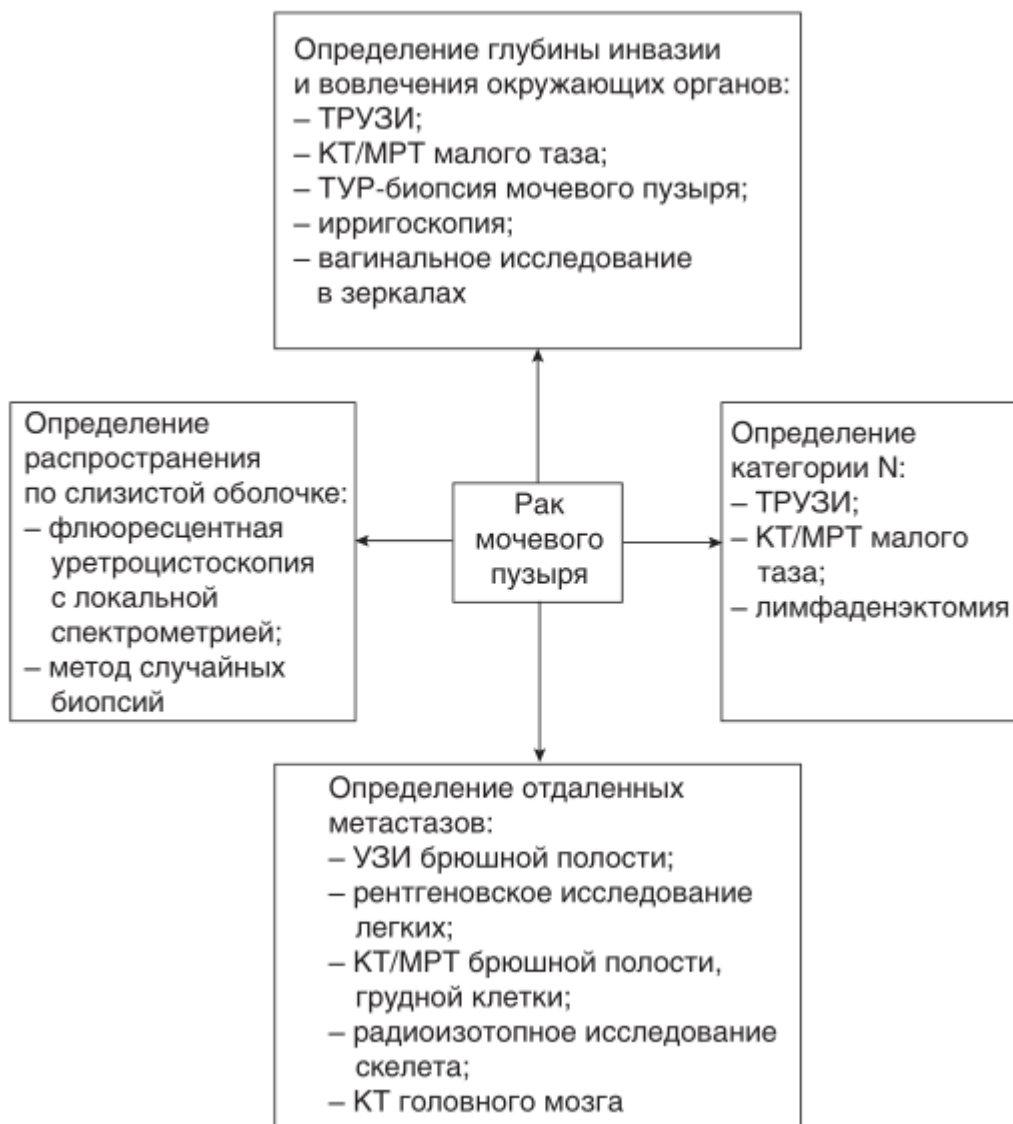 Определение глубины инвазии
и вовлечения окружающих органов:
– ТРУЗИ;
– КТ/МРТ малого таза;
– ТУР-биопсия мочевого пузыря;
– ирригоскопия;
– вагинальное исследование
в зеркалах
Определение
распространения
по слизистой оболочке:
– флюоресцентная
уретроцистоскопия
с локальной
спектрометрией;
– метод случайных
биопсий
Рак
мочевого
пузыря
Определение
категории N:
– ТРУЗИ;
– КТ/МРТ малого
таза;
– лимфаденэктомия
Определение отдаленных
метастазов:
– УЗИ брюшной полости;
– рентгеновское исследование
легких;
– КТ/МРТ брюшной полости,
грудной клетки;
– радиоизотопное исследование
скелета;
– КТ головного мозга